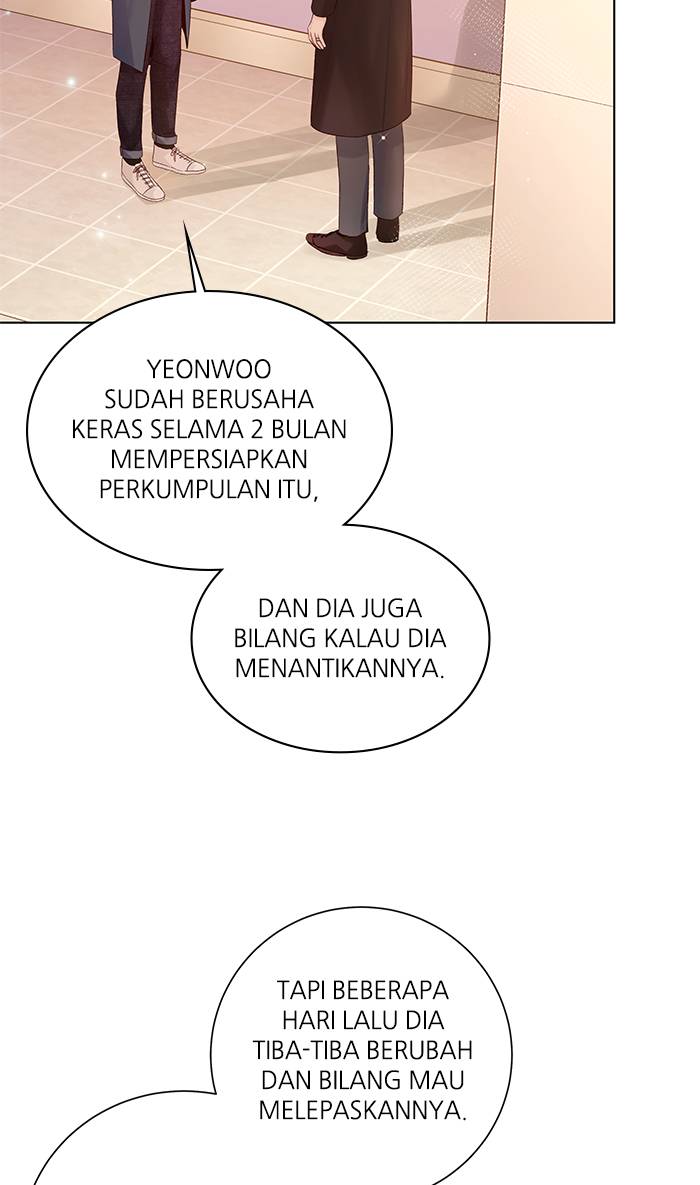 YEONWOO
SUDAH BERUSAHA
KERAS SELAMA 2 BULAN
MEMPERSIAPKAN
PERKUMPULAN ITU,
DAN DIA JUGA
BILANG KALAU DIA
MENANTIKANNYA.
TAPI BEBERAPA
HARI LALU DIA
TIBA-TIBA BERUBAH
DAN BILANG MAU
MELEPASKANNYA.